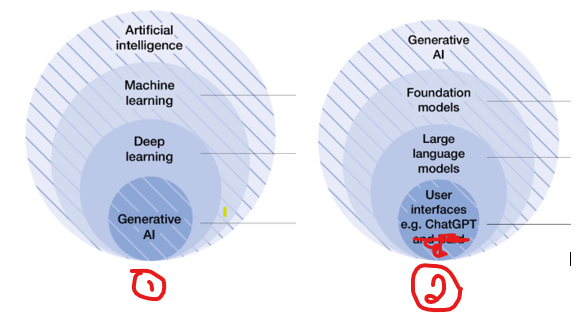 Artificial
intelligence
Machine
learning
Deep
learning
Generative
AI
1
Generative
AI
Foundation
models
Large
language
models
User
interfaces
e.g. ChatGPT
and
2